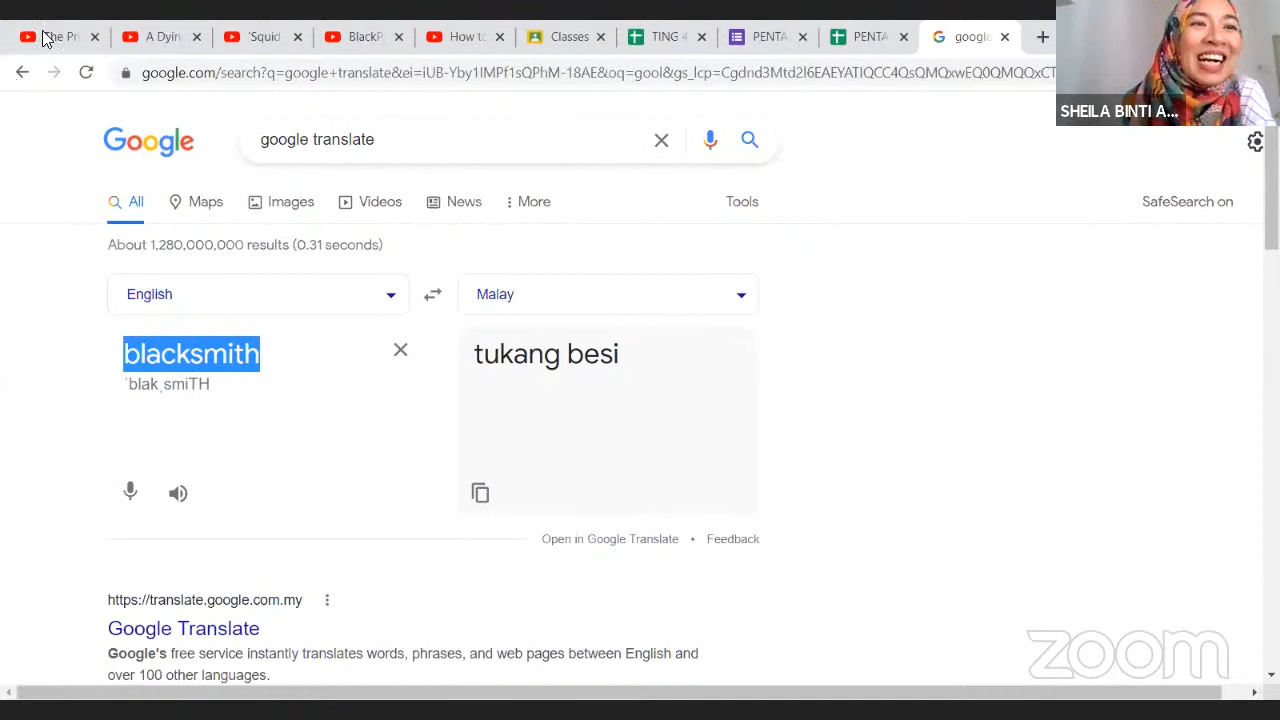 The P
A Dyin
'Squid
BlackP
How to
Classes
TING 4
PENTA
PENTA
google
google.com/search?q=google+translate&ei=iUB-Yby1IMPf1sQPhM-18AE&oq=gool&gs_lcp=Cgdnd3Mtd2l6EAEYATIQCC4QsQMQxwEQ0QMQQxCT
SHEILA BINTI A...
Google
google translate
All
Maps
Images
Videos
News
More
Tools
SafeSearch on
About 1,280,000,000 results (0.31 seconds)
English
Malay
blacksmith
tukang besi
ˈblakˌsmiTH
Open in Google Translate • Feedback
https://translate.google.com.my
Google Translate
Google's free service instantly translates words, phrases, and web pages between English and
over 100 other languages.
zoom